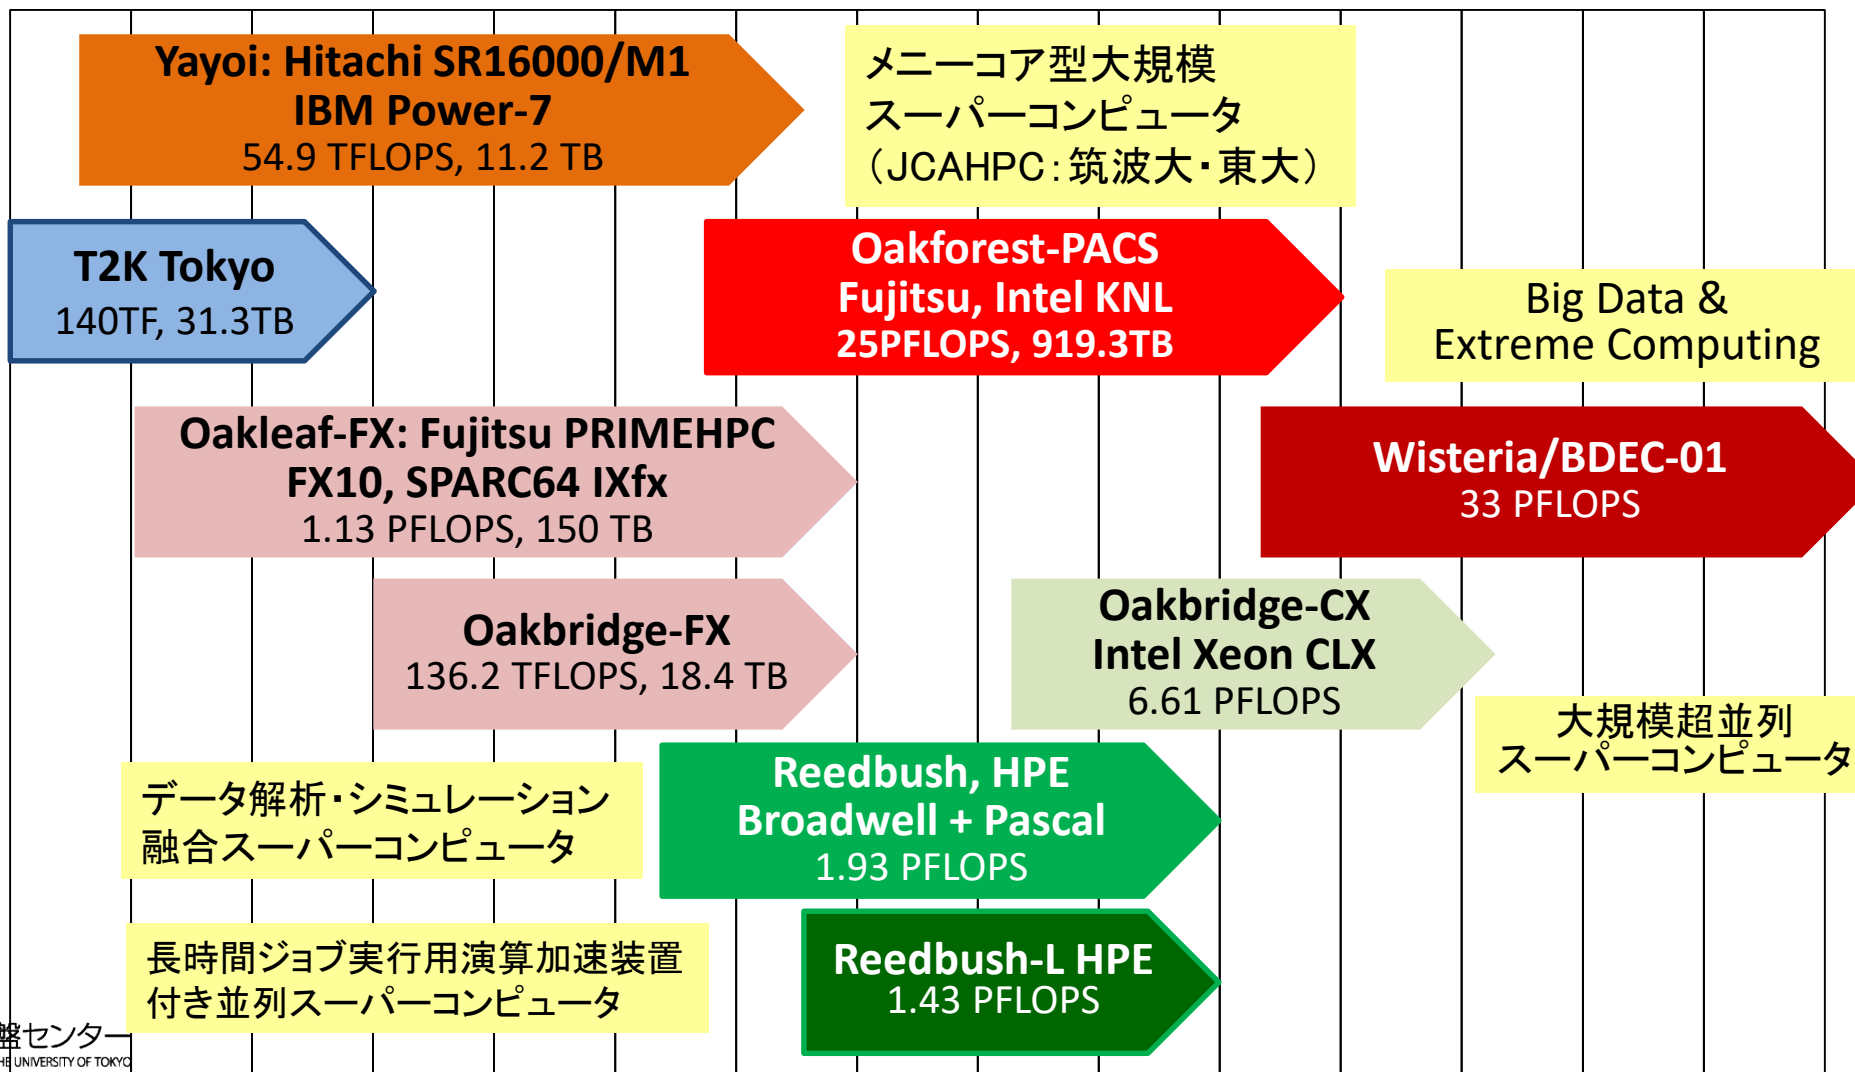 Yayoi: Hitachi SR16000/M1
IBM Power-7
54.9 TFLOPS, 11.2 TB
メニーコア型大規模
スーパーコンピュータ
（JCAHPC：筑波大・東大）
T2K Tokyo
140TF, 31.3TB
Oakforest-PACS
Fujitsu, Intel KNL
25PFLOPS, 919.3TB
Big Data &
Extreme Computing
Oakleaf-FX: Fujitsu PRIMEHPC
FX10, SPARC64 IXfx
1.13 PFLOPS, 150 TB
Wisteria/BDEC-01
33 PFLOPS
Oakbridge-FX
136.2 TFLOPS, 18.4 TB
Oakbridge-CX
Intel Xeon CLX
6.61 PFLOPS
大規模超並列
スーパーコンピュータ
データ解析・シミュレーション
融合スーパーコンピュータ
Reedbush, HPE
Broadwell + Pascal
1.93 PFLOPS
長時間ジョブ実行用演算加速装置
付き並列スーパーコンピュータ
Reedbush-L HPE
1.43 PFLOPS
盤センター
HE UNIVERSITY OF TOKYO